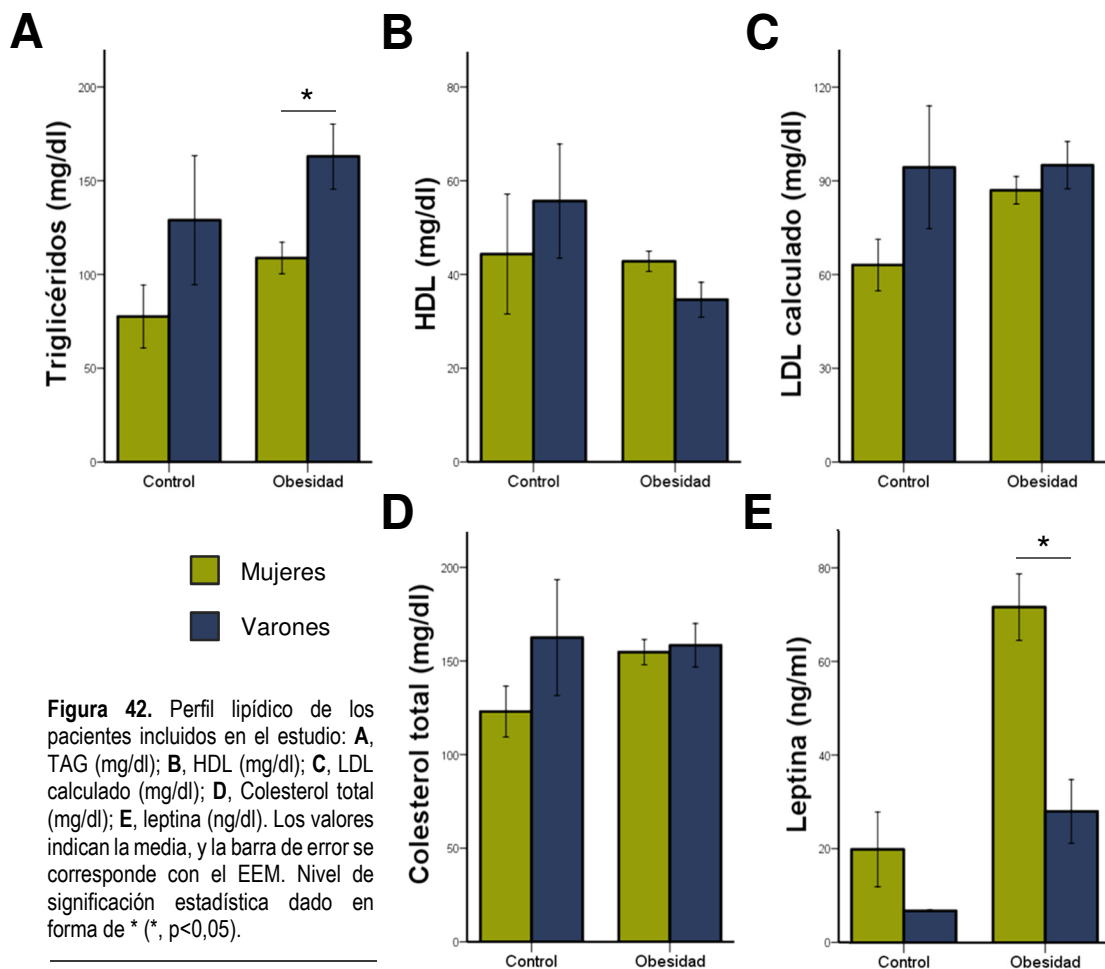 A
Triglicéridos (mg/dl)
200
150
100
50
0
*
Control
Obesidad
B
HDL (mg/dl)
80
60
40
20
0
Control
Obesidad
C
LDL calculado (mg/dl)
120
90
60
30
0
Control
Obesidad
Mujeres
Varones
Figura 42. Perfil lipídico de los
pacientes incluidos en el estudio: A,
TAG (mg/dl); B, HDL (mg/dl); C, LDL
calculado (mg/dl); D, Colesterol total
(mg/dl); E, leptina (ng/dl). Los valores
indican la media, y la barra de error se
corresponde con el EEM. Nivel de
significación estadística dado en
forma de * (*, p<0,05).
D
Colesterol total (mg/dl)
200
150
100
50
0
Control
Obesidad
E
Leptina (ng/ml)
80
60
40
20
0
*
Control
Obesidad